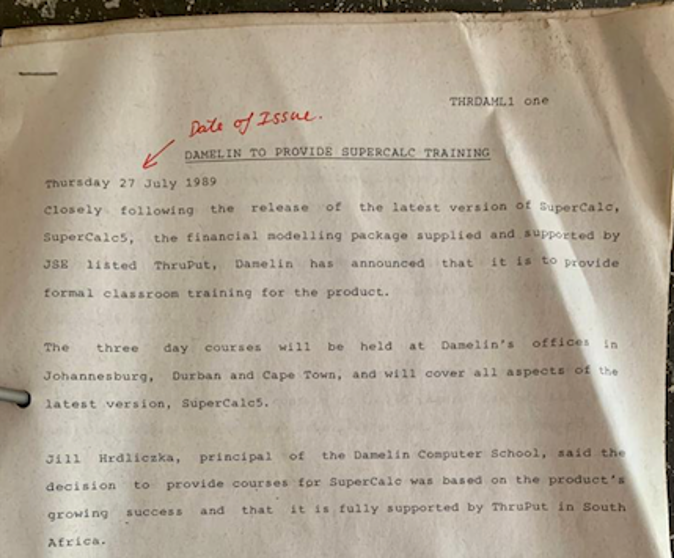 THRDAML1 one
Date of Issue.
DAMELIN TO PROVIDE SUPERCALC TRAINING
Thursday 27 July 1989
Closely following the release of the latest version of SuperCalc,
SuperCalc5, the financial modelling package supplied and supported by
JSE listed ThruPut, Damelin has announced that it is to provide
formal classroom training for the product.
The three day courses will be held at Damelin's offices in
Johannesburg, Durban and Cape Town, and will cover all aspects of the
latest version, SuperCalc5.
Jill Hrdliczka, principal of the Damelin Computer School, said the
decision to provide courses for SuperCalc was based on the product's
growing success and that it is fully supported by ThruPut in South
Africa.